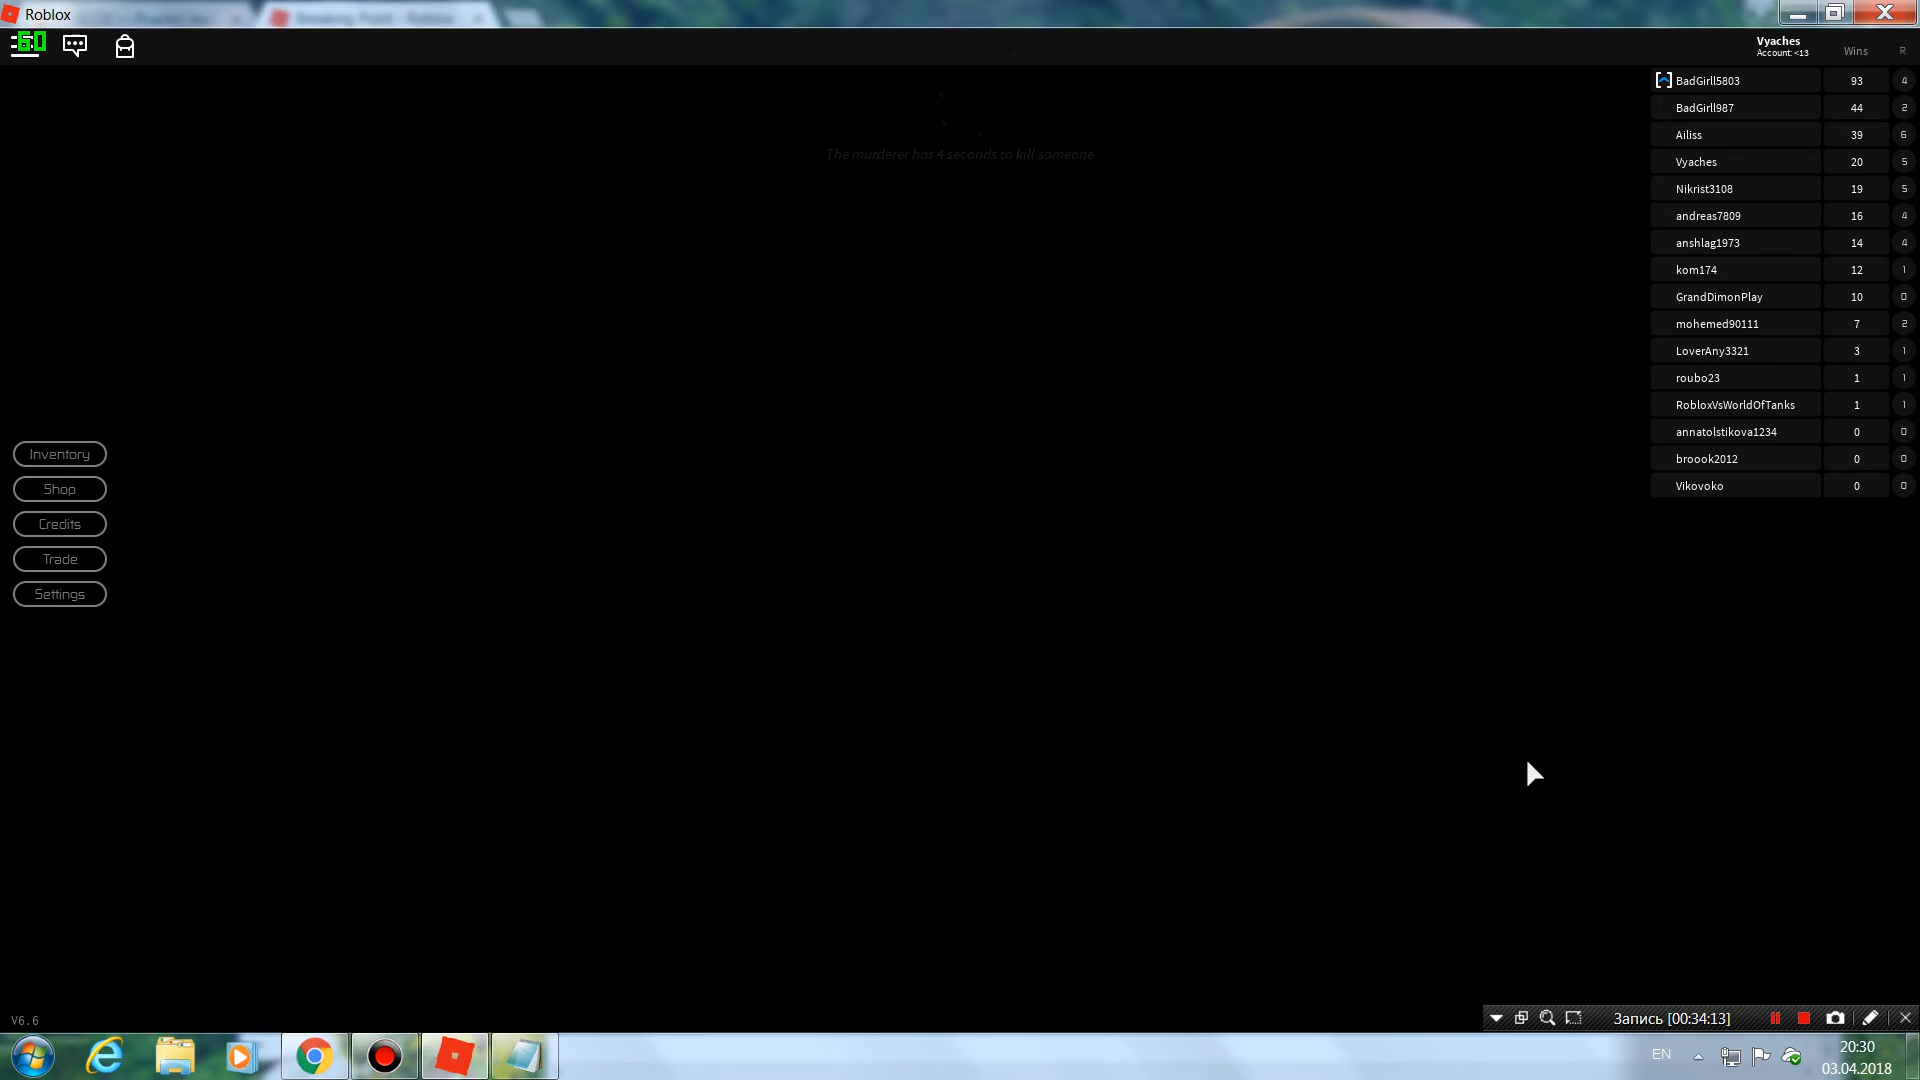 Roblox
60
Vyaches
Account: <13
Wins
R
BadGirll5803 93 4
BadGirll987 44 2
Ailiss 39 6
Vyaches 20 5
Nikrist3108 19 5
andreas7809 16 4
anshlag1973 14 4
kom174 12 1
GrandDimonPlay 10 0
mohemed90111 7 2
LoverAny3321 3 1
roubo23 1 1
RobloxVsWorldOfTanks 1 1
annatolstikova1234 0 0
broook2012 0 0
Vikovoko 0 0
The murderer has 4 seconds to kill someone
Inventory
Shop
Credits
Trade
Settings
V6.6
Запись [00:34:13]
EN
20:30
03.04.2018